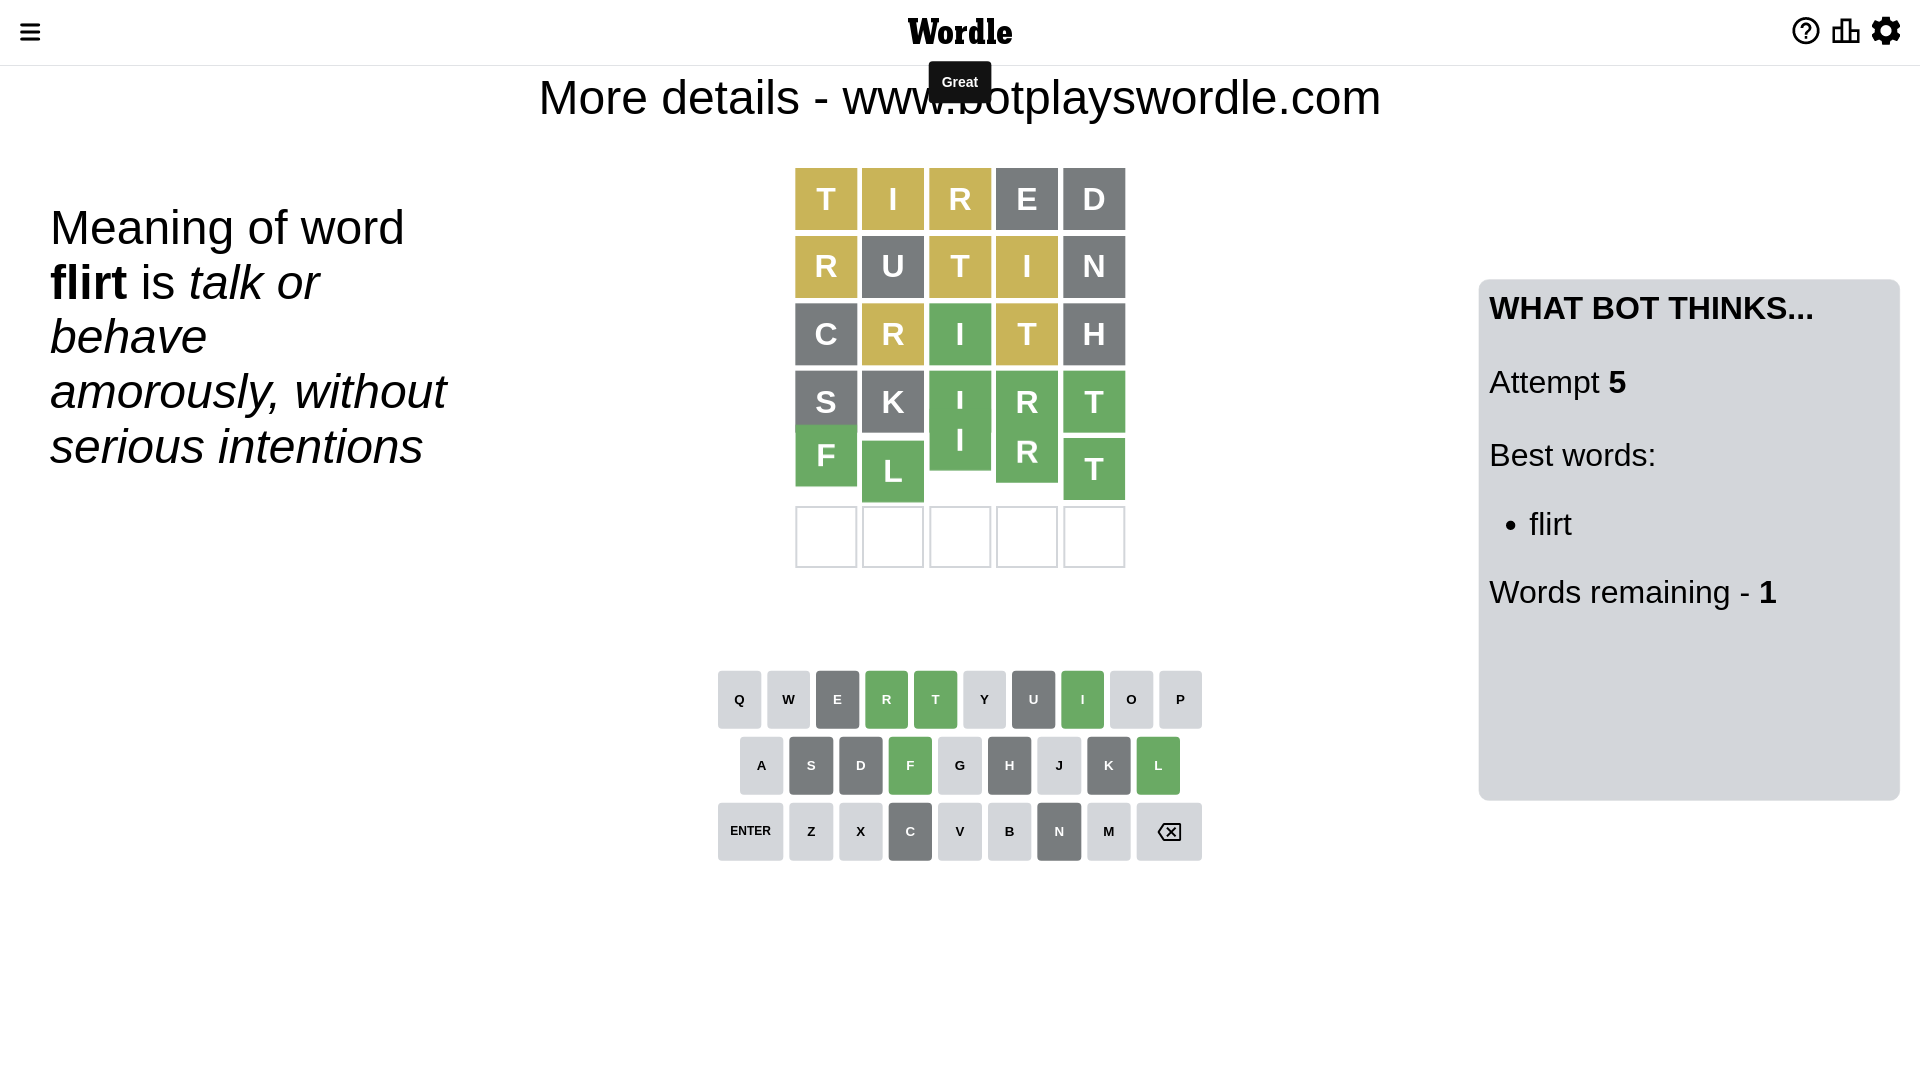 Wordle
Great
More details - www.botplayswordle.com
Meaning of word
flirt is talk or
behave
amorously, without
serious intentions
T I R E D
R U T I N
C R I T H
S K I R T
F L I R T
WHAT BOT THINKS...
Attempt 5
Best words:
• flirt
Words remaining - 1
Q W E R T Y U I O P
A S D F G H J K L
ENTER Z X C V B N M